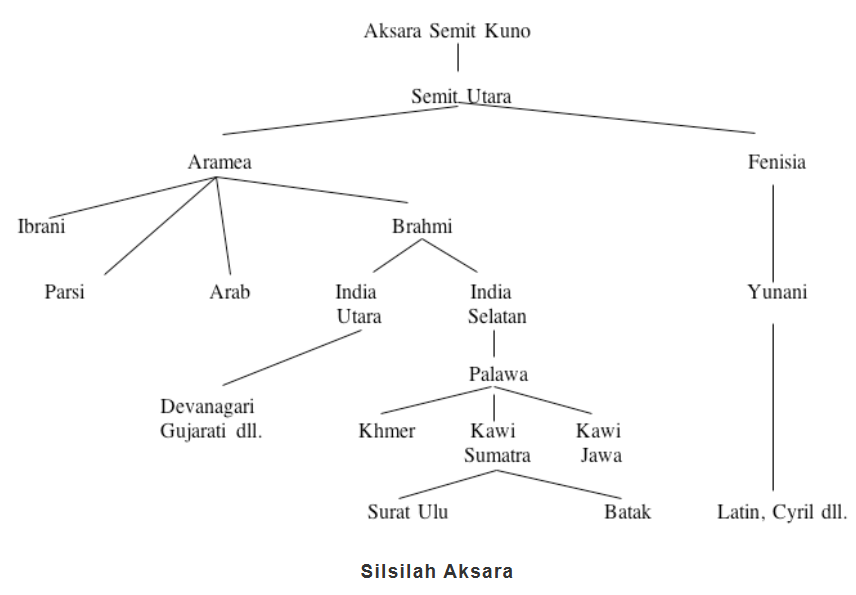 Aksara Semit Kuno
Semit Utara
Aramea
Fenisia
Ibrani
Brahmi
Parsi
Arab
India
Utara
India
Selatan
Yunani
Palawa
Devanagari
Gujarati dll.
Khmer
Kawi
Sumatra
Kawi
Jawa
Surat Ulu
Batak
Latin, Cyril dll.
Silsilah Aksara